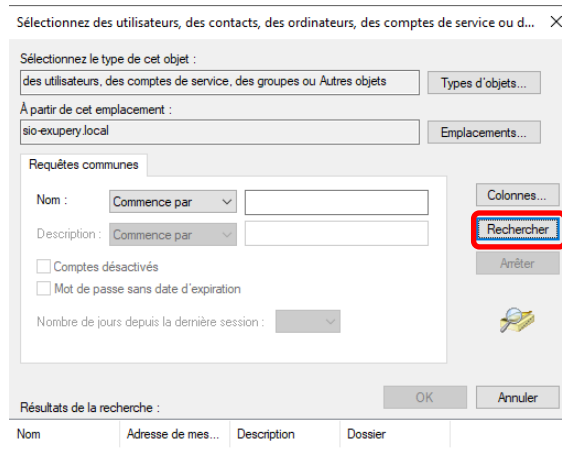 Sélectionnez des utilisateurs, des contacts, des ordinateurs, des comptes de service ou d...
Sélectionnez le type de cet objet :
des utilisateurs, des comptes de service, des groupes ou Autres objets
Types d'objets...
À partir de cet emplacement :
sio-exupery.local
Emplacements...
Requêtes communes
Nom :
Commence par
Colonnes...
Description :
Commence par
Rechercher
Comptes désactivés
Arrêter
Mot de passe sans date d'expiration
Nombre de jours depuis la dernière session :
OK
Annuler
Résultats de la recherche :
Nom Adresse de mes... Description Dossier